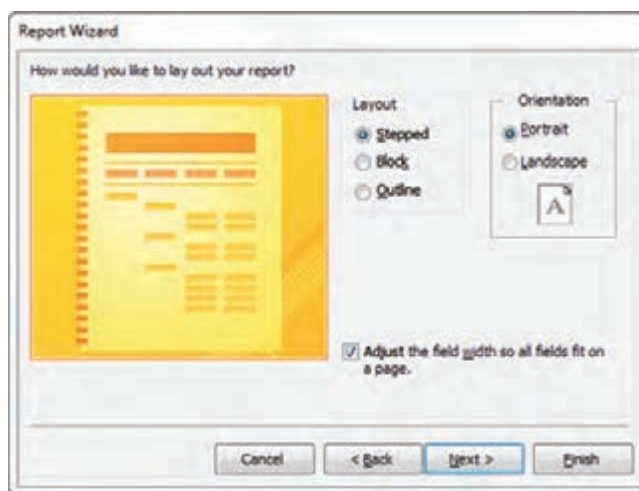 Report Wizard
How would you like to lay out your report?
Layout
Stepped
Block
Outline
Orientation
Portrait
Landscape
A
Adjust the field width so all fields fit on
a page.
Cancel
< Back
Next >
Finish